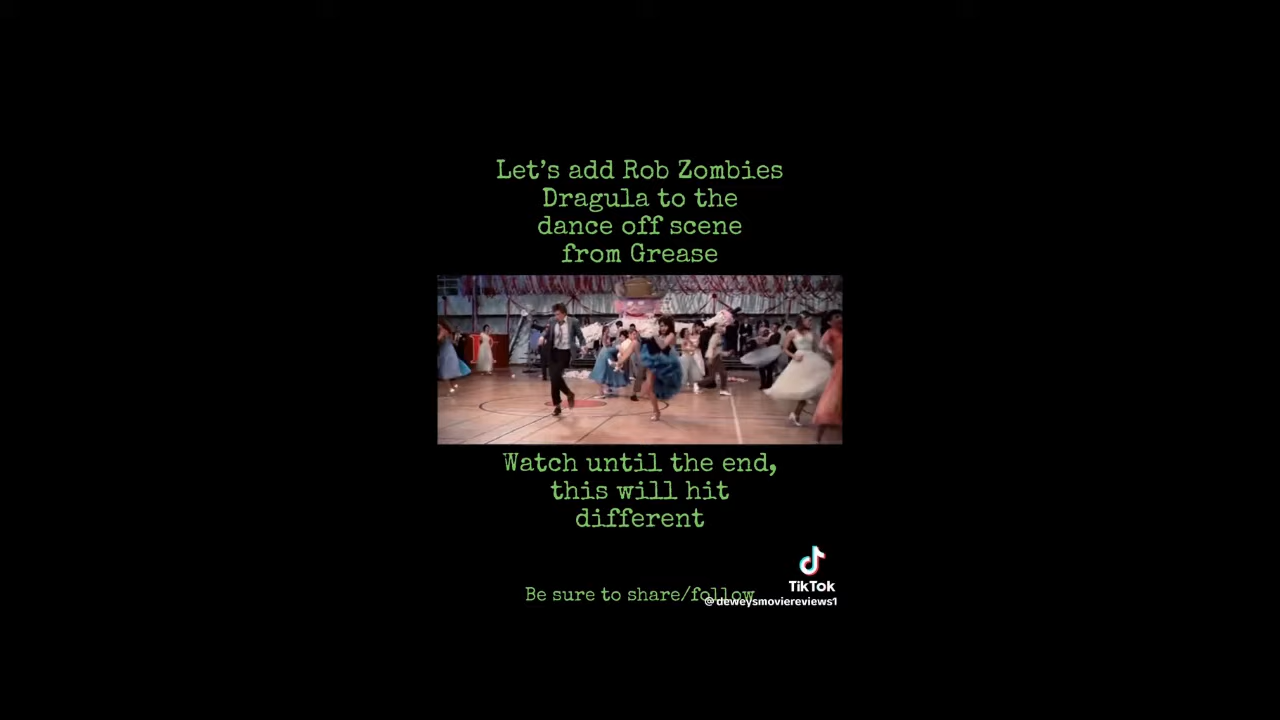 Let's add Rob Zombies
Dragula to the
dance off scene
from Grease
Watch until the end,
this will hit
different
Be sure to share/follow
TikTok
@deweysmoviereviews1